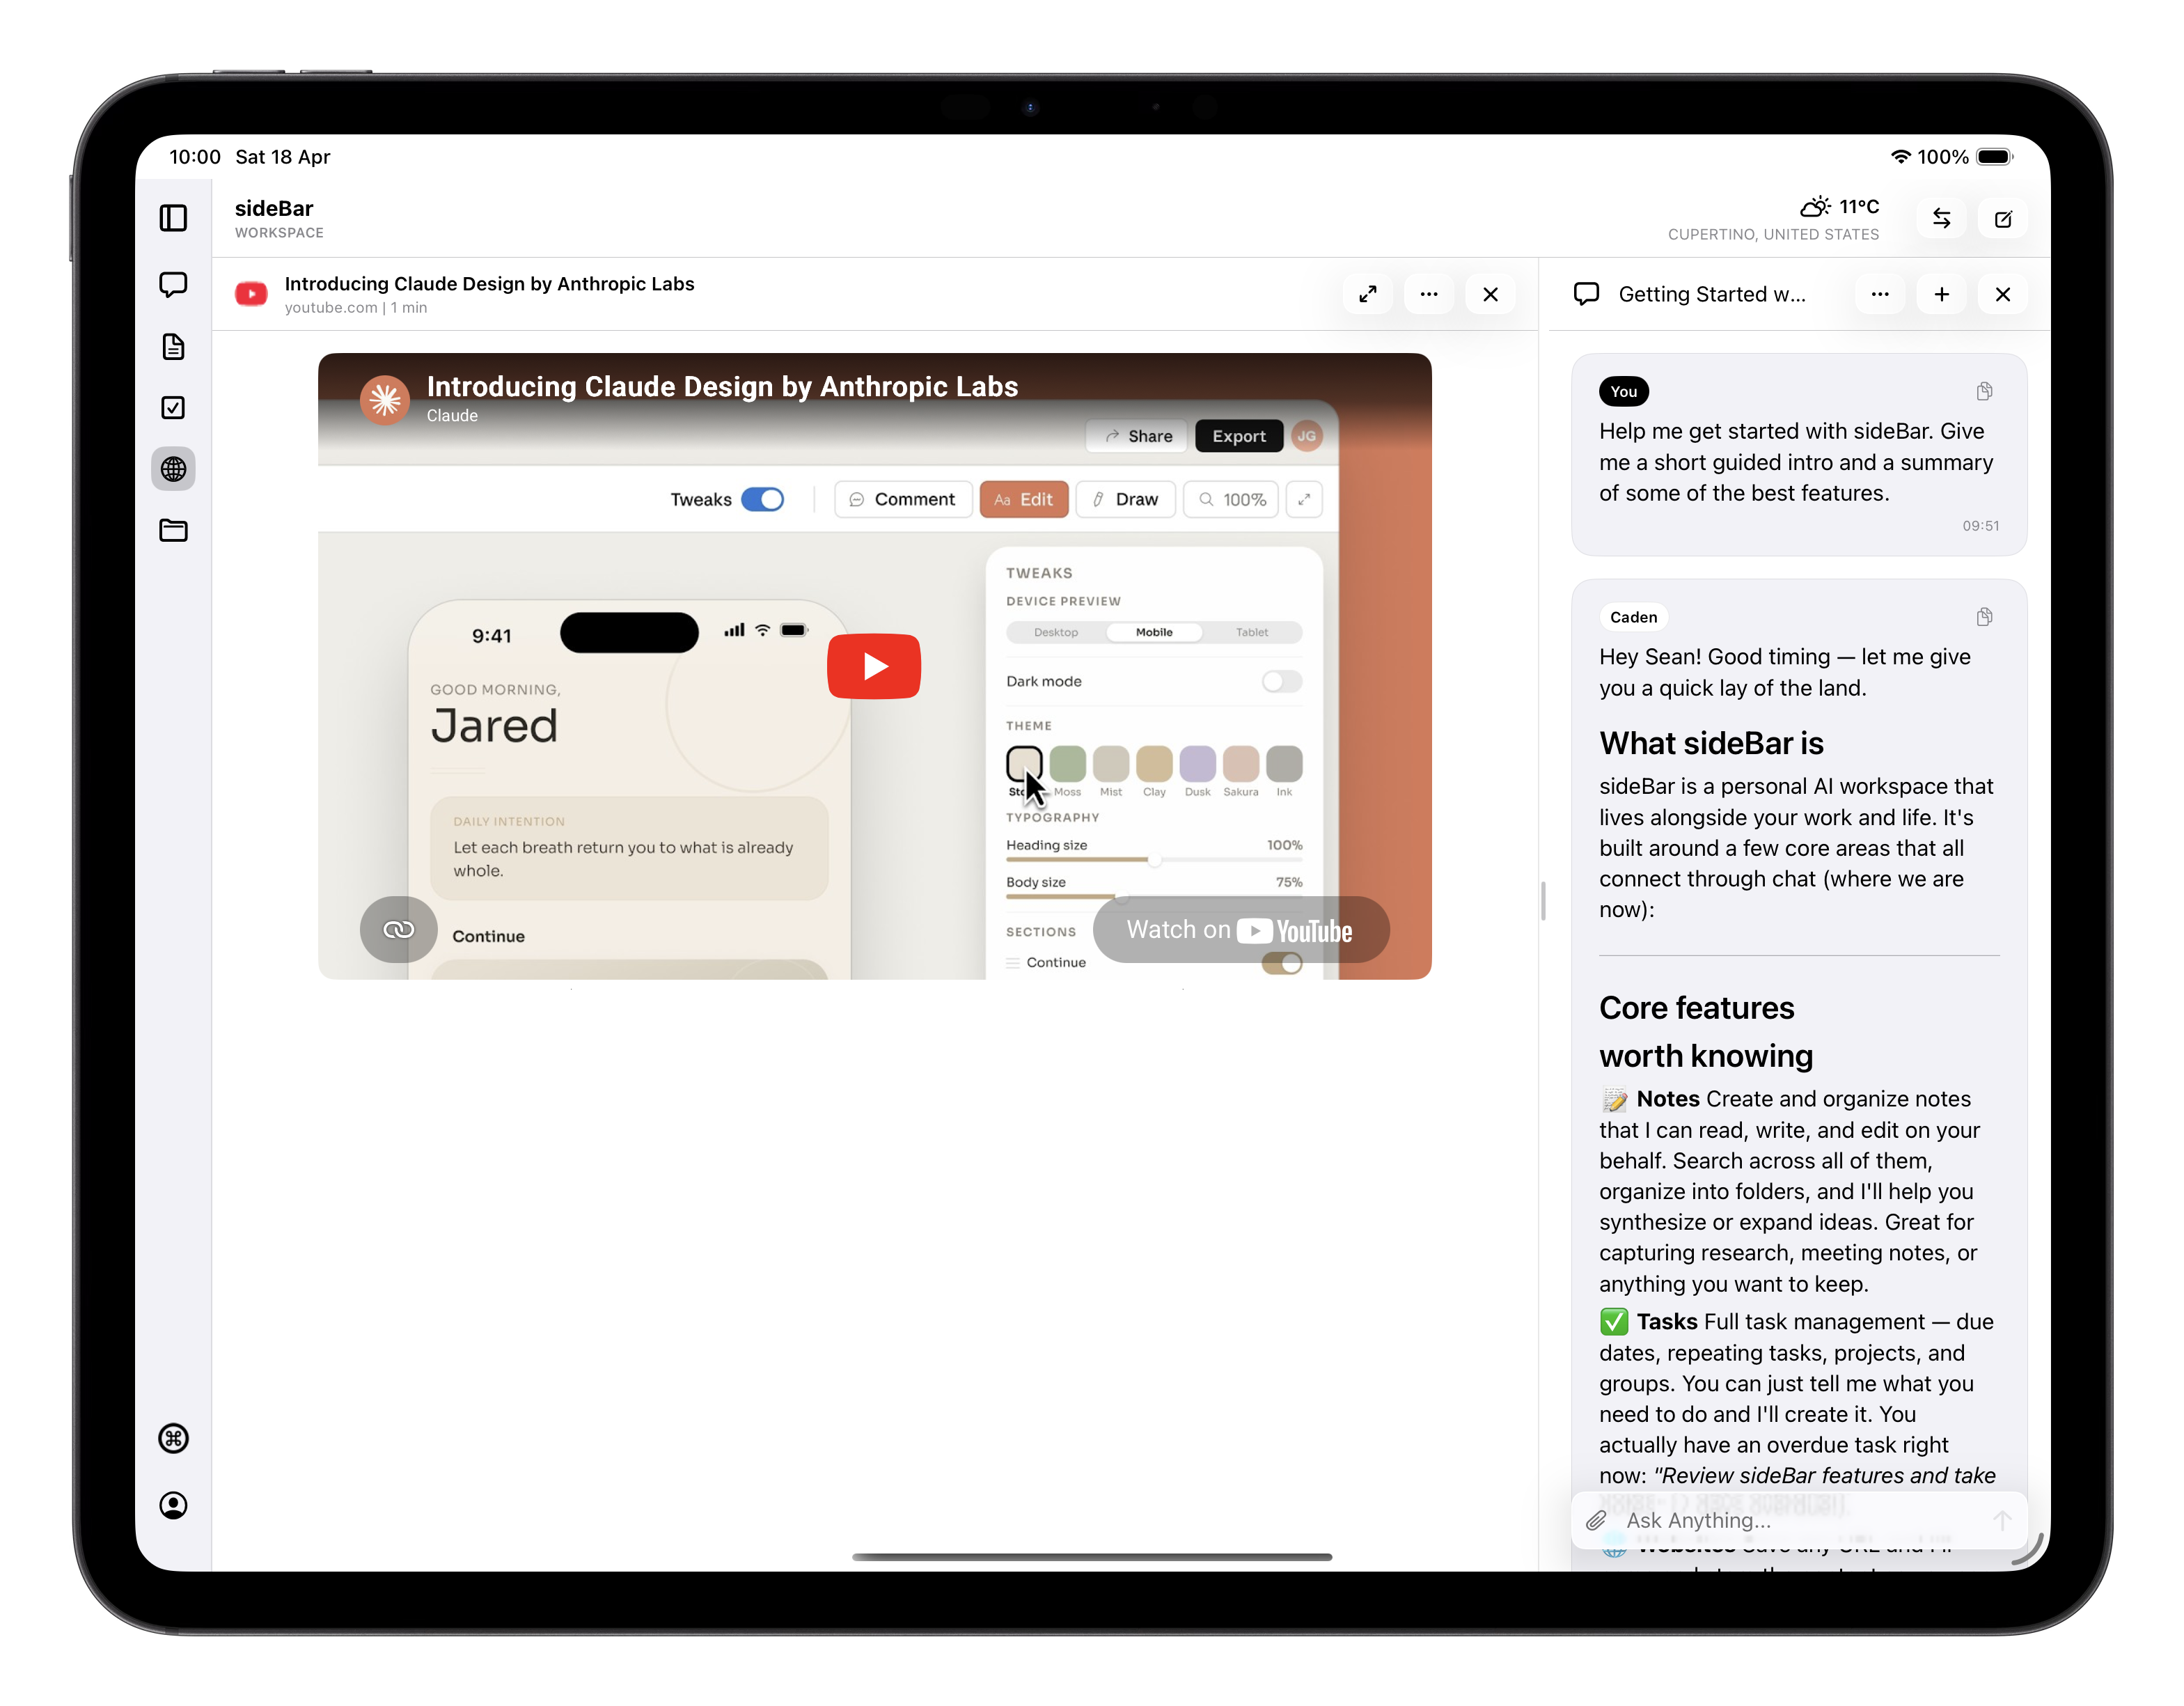 10:00 Sat 18 Apr
100%
sideBar
WORKSPACE
11°C
CUPERTINO, UNITED STATES
Introducing Claude Design by Anthropic Labs
youtube.com | 1 min
Introducing Claude Design by Anthropic Labs
Claude
Share
Export
JG
Tweaks
Comment
Aa Edit
Draw
100%
9:41
GOOD MORNING,
Jared
DAILY INTENTION
Let each breath return you to what is already
whole.
Continue
TWEAKS
DEVICE PREVIEW
Desktop
Mobile
Tablet
Dark mode
THEME
Moss
Mist
Clay
Dusk
Sakura
Ink
TYPOGRAPHY
Heading size 100%
Body size 75%
SECTIONS
Continue
Watch on YouTube
Getting Started w...
You
Help me get started with sideBar. Give
me a short guided intro and a summary
of some of the best features.
09:51
Caden
Hey Sean! Good timing — let me give
you a quick lay of the land.
What sideBar is
sideBar is a personal AI workspace that
lives alongside your work and life. It's
built around a few core areas that all
connect through chat (where we are
now):
Core features
worth knowing
📝 Notes Create and organize notes
that I can read, write, and edit on your
behalf. Search across all of them,
organize into folders, and I'll help you
synthesize or expand ideas. Great for
capturing research, meeting notes, or
anything you want to keep.
✅ Tasks Full task management — due
dates, repeating tasks, projects, and
groups. You can just tell me what you
need to do and I'll create it. You
actually have an overdue task right
now: "Review sideBar features and take
Ask Anything...
Websites Save any URL and I'll